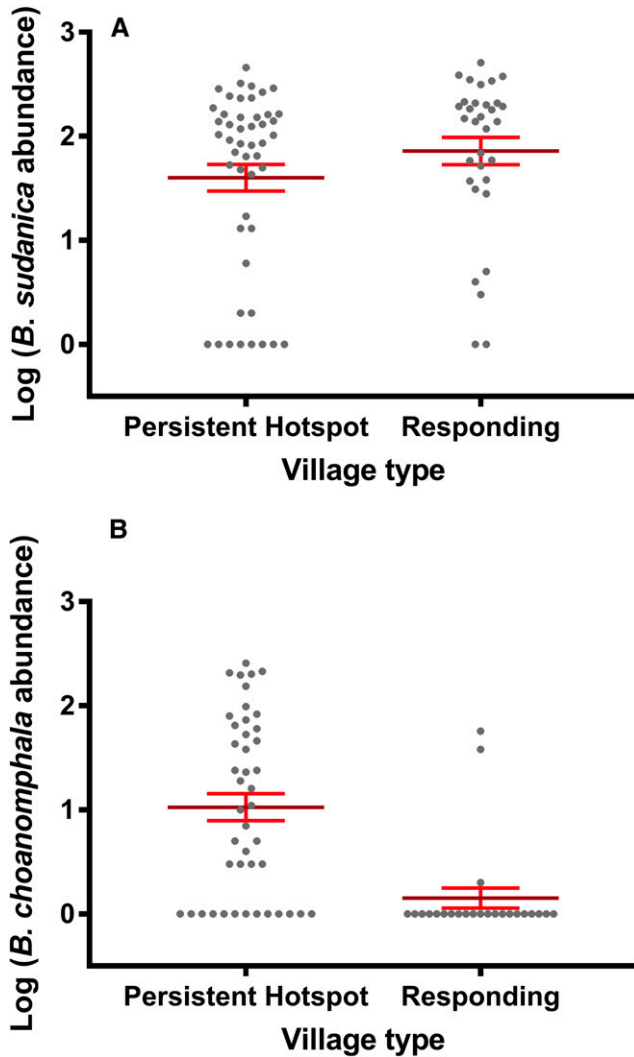 A
Log (B. sudanica abundance)
3
2
1
0
Persistent Hotspot Responding
Village type
B
Log (B. choanomphala abundance)
3
2
1
0
Persistent Hotspot Responding
Village type